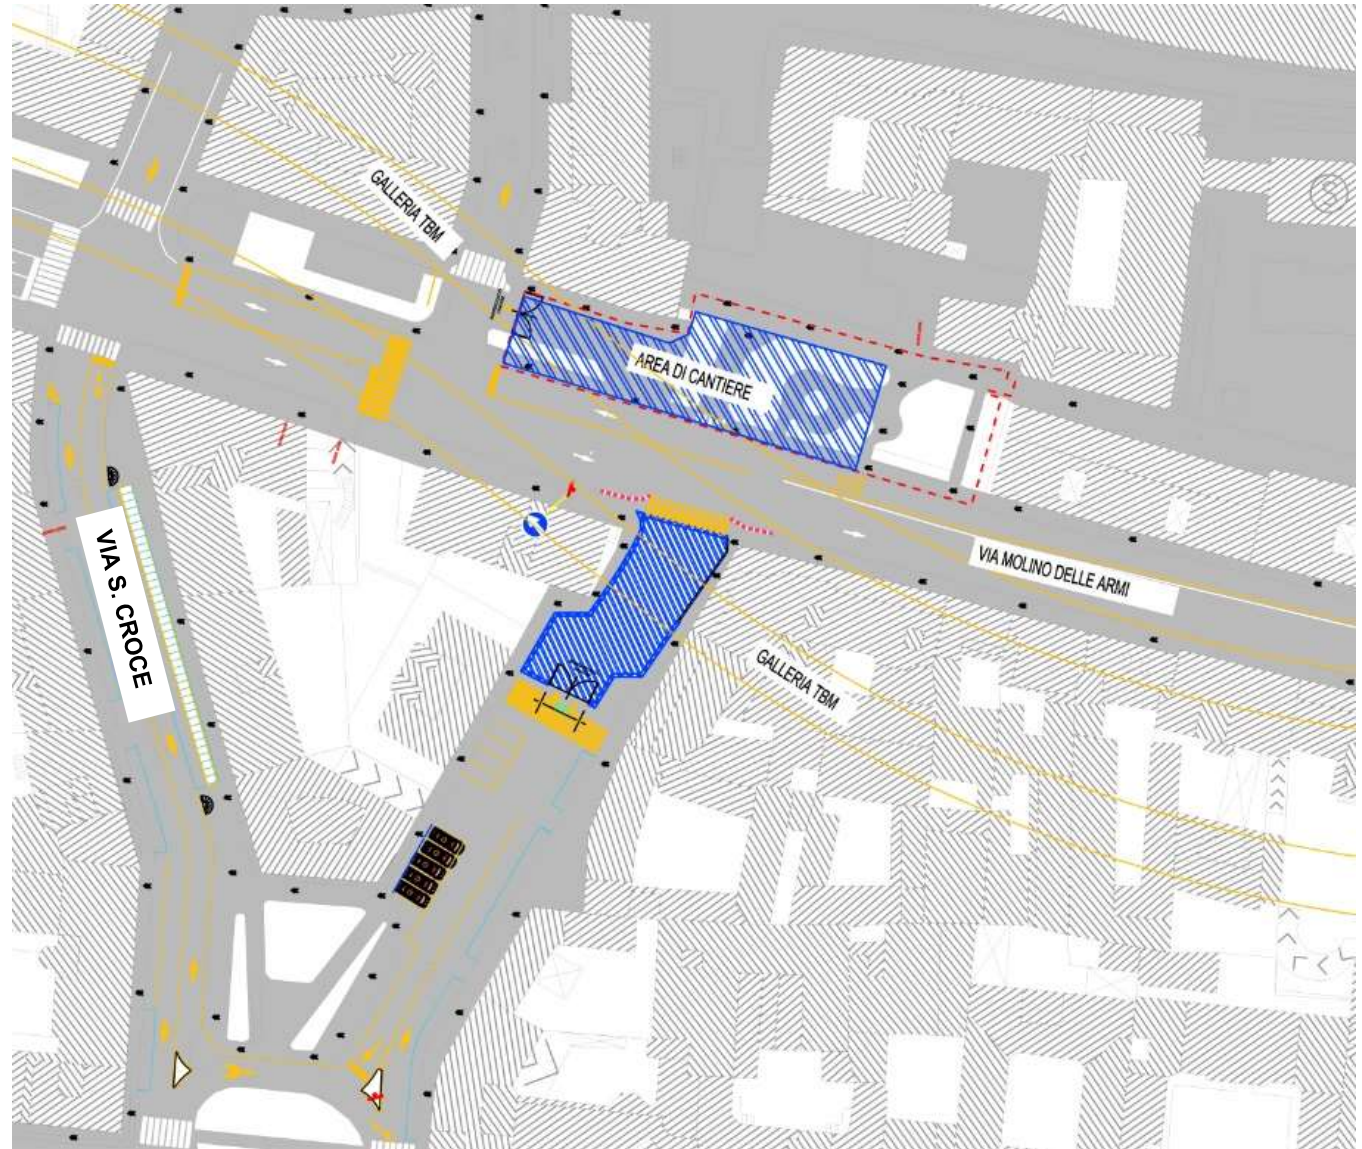 GALLERIA TBM
AREA DI CANTIERE
VIA MOLINO DELLE ARMI
VIA S. CROCE
GALLERIA TBM